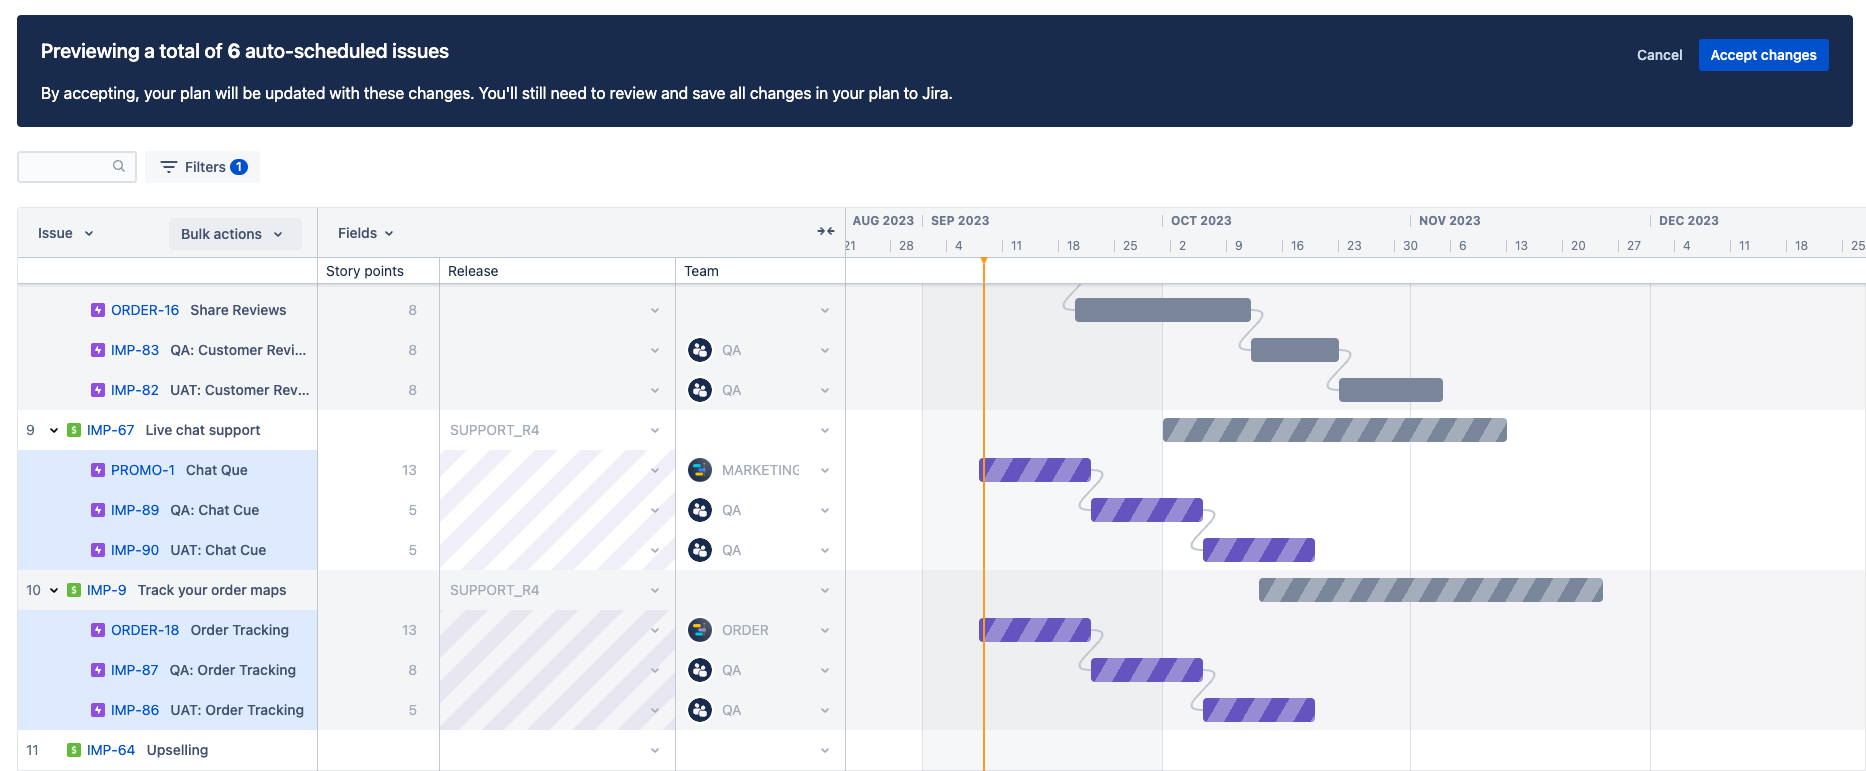 Previewing a total of 6 auto-scheduled issues
Cancel
Accept changes
By accepting, your plan will be updated with these changes. You'll still need to review and save all changes in your plan to Jira.
Filters 1
Issue
Bulk actions
Fields
AUG 2023 SEP 2023 OCT 2023 NOV 2023 DEC 2023
21 28 4 11 18 25 2 9 16 23 30 6 13 20 27 4 11 18 25
Story points Release Team
ORDER-16 Share Reviews 8
IMP-83 QA: Customer Revi... 8 QA
IMP-82 UAT: Customer Rev... 8 QA
9 IMP-67 Live chat support SUPPORT_R4
PROMO-1 Chat Que 13 MARKETING
IMP-89 QA: Chat Cue 5 QA
IMP-90 UAT: Chat Cue 5 QA
10 IMP-9 Track your order maps SUPPORT_R4
ORDER-18 Order Tracking 13 ORDER
IMP-87 QA: Order Tracking 8 QA
IMP-86 UAT: Order Tracking 5 QA
11 IMP-64 Upselling